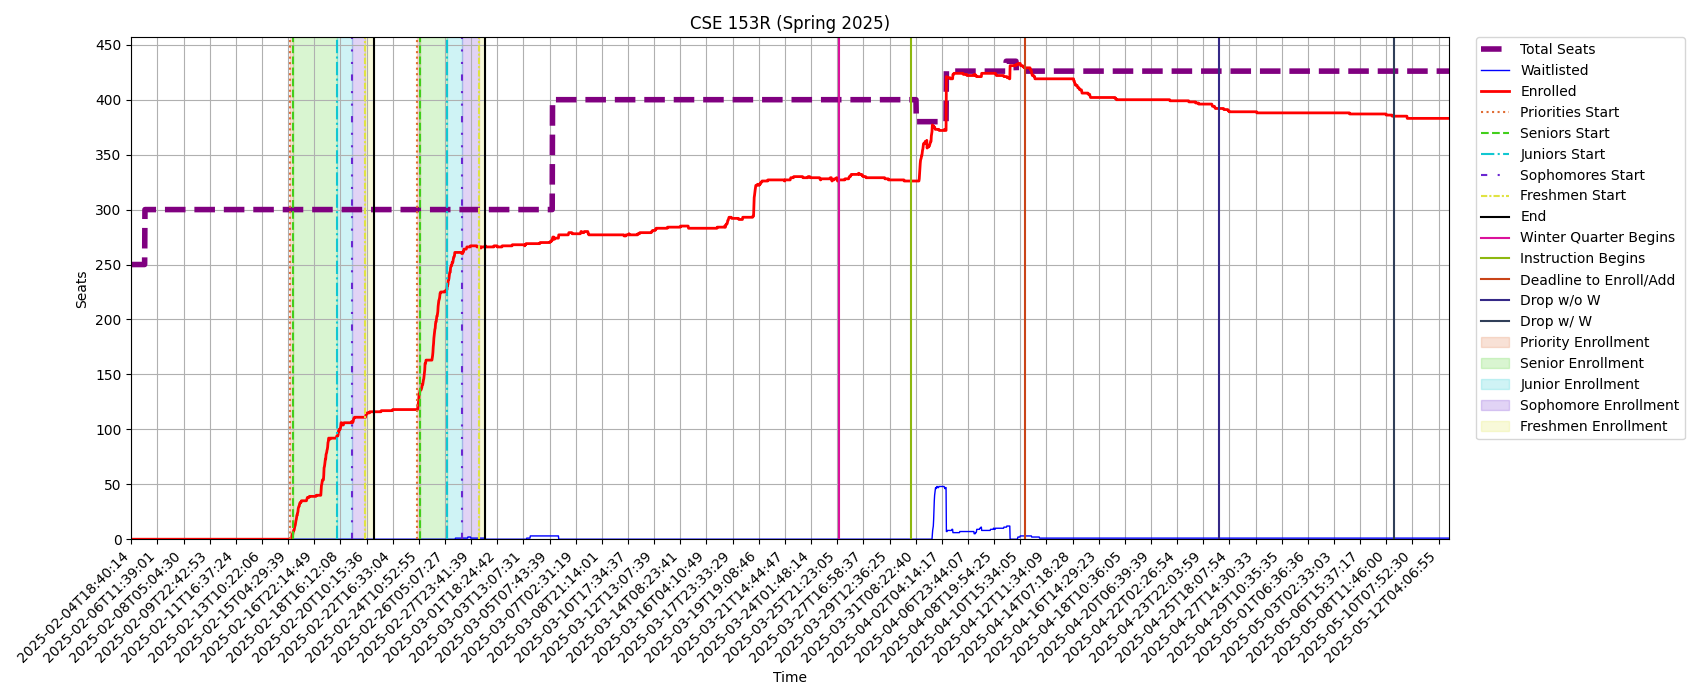 CSE 153R (Spring 2025)
Seats
450
400
350
300
250
200
150
100
50
0
2025-02-04T18:40:14
2025-02-06T11:39:01
2025-02-08T05:04:30
2025-02-09T22:42:53
2025-02-11T16:37:24
2025-02-13T10:22:06
2025-02-15T04:29:39
2025-02-16T22:14:49
2025-02-18T16:12:08
2025-02-20T10:15:36
2025-02-22T16:33:04
2025-02-24T10:52:55
2025-02-26T05:07:27
2025-02-27T23:41:39
2025-03-01T18:24:42
2025-03-03T13:07:31
2025-03-05T07:43:39
2025-03-07T02:31:19
2025-03-08T21:14:01
2025-03-10T17:34:37
2025-03-12T13:07:39
2025-03-14T08:23:41
2025-03-16T04:10:49
2025-03-17T23:33:29
2025-03-19T19:08:46
2025-03-21T14:44:47
2025-03-24T01:48:14
2025-03-25T21:23:05
2025-03-27T16:58:37
2025-03-29T12:36:25
2025-03-31T08:22:40
2025-04-02T04:14:17
2025-04-06T23:44:07
2025-04-08T19:54:25
2025-04-10T15:34:05
2025-04-12T11:34:09
2025-04-14T07:18:28
2025-04-16T14:29:23
2025-04-18T10:36:05
2025-04-20T06:39:39
2025-04-22T02:26:54
2025-04-23T22:03:59
2025-04-25T18:07:54
2025-04-27T14:30:33
2025-04-29T10:35:35
2025-05-01T06:36:36
2025-05-03T02:33:03
2025-05-06T15:37:17
2025-05-08T11:46:00
2025-05-10T07:52:30
2025-05-12T04:06:55
Time
Total Seats
Waitlisted
Enrolled
Priorities Start
Seniors Start
Juniors Start
Sophomores Start
Freshmen Start
End
Winter Quarter Begins
Instruction Begins
Deadline to Enroll/Add
Drop w/o W
Drop w/ W
Priority Enrollment
Senior Enrollment
Junior Enrollment
Sophomore Enrollment
Freshmen Enrollment